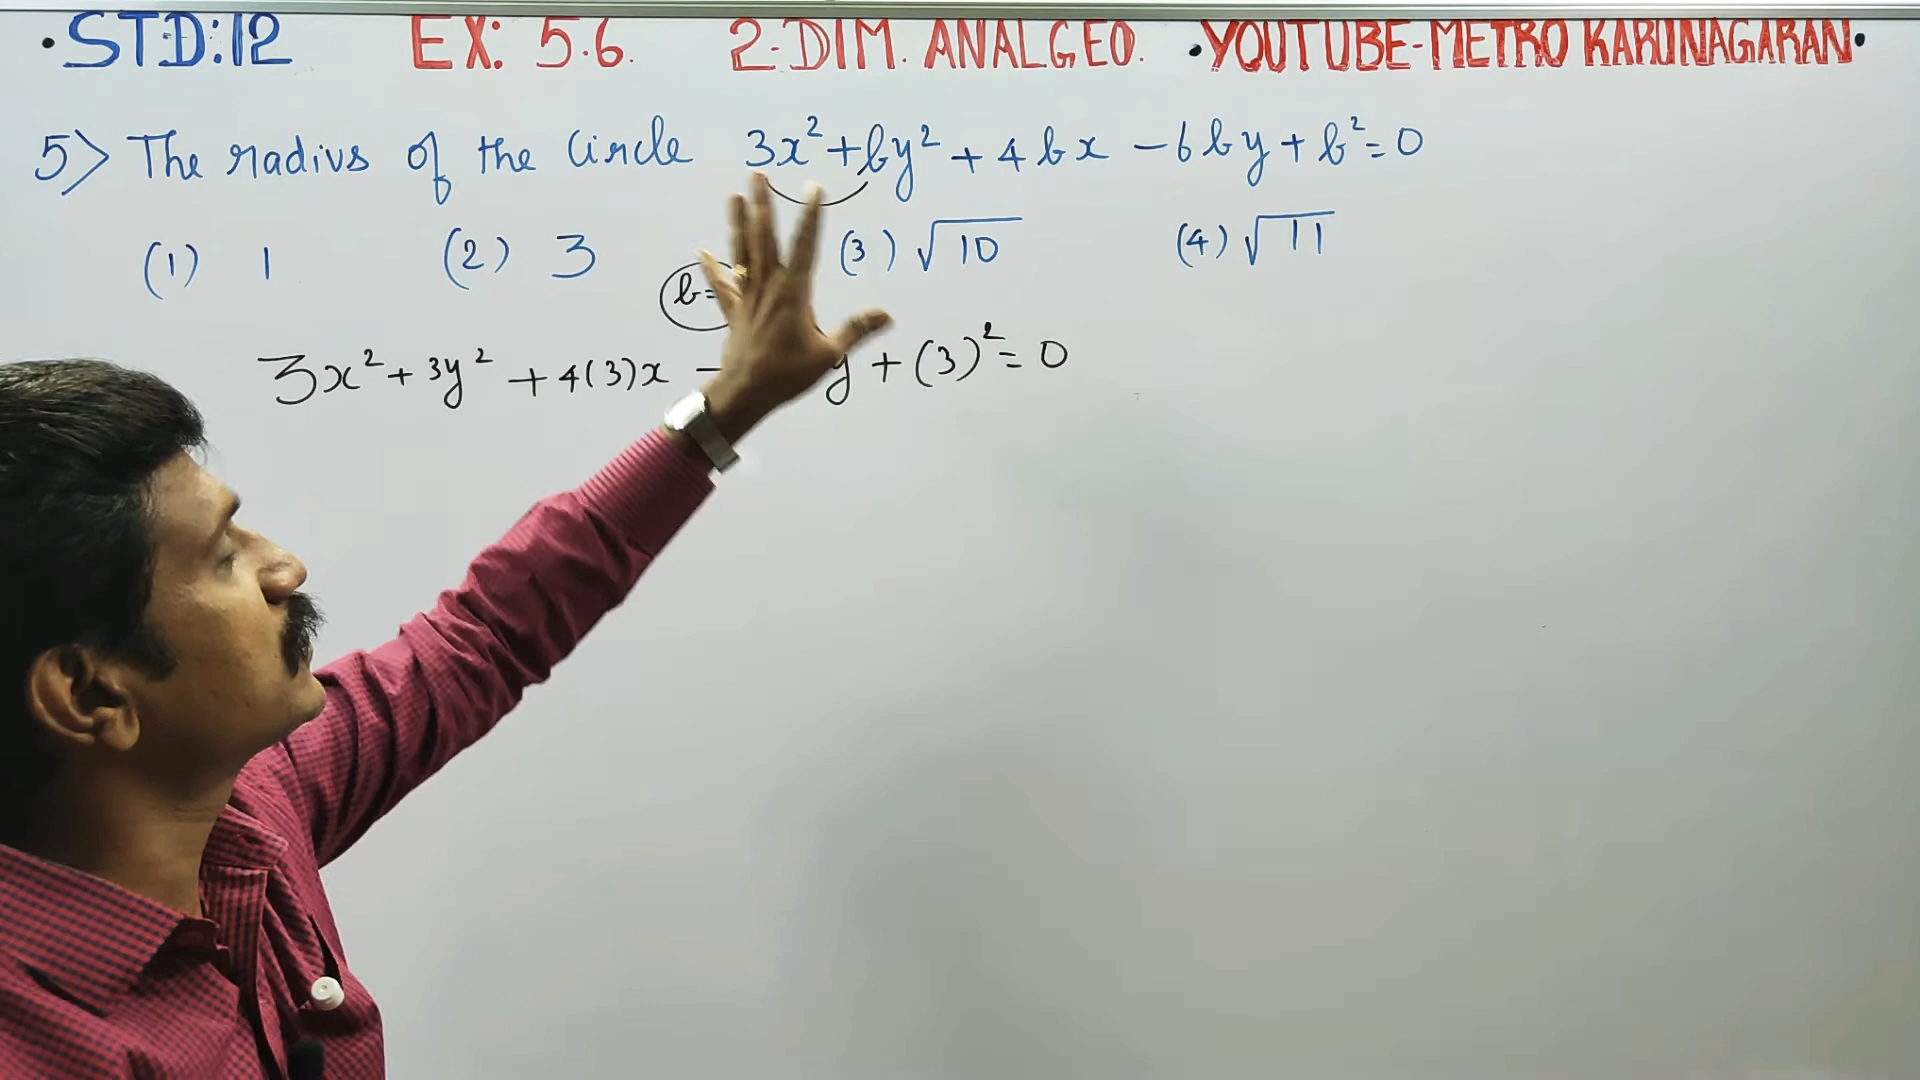 • STD:12 EX: 5.6. 2-DIM. ANALGEO. • YOUTUBE-METRO KARUNAGARAN •
5> The radius of the Circle 3x²+by²+4bx-6by+b²=0
(1) 1 (2) 3 (3) √10 (4) √11
b=
3x²+3y²+4(3)x - y+(3)²=0